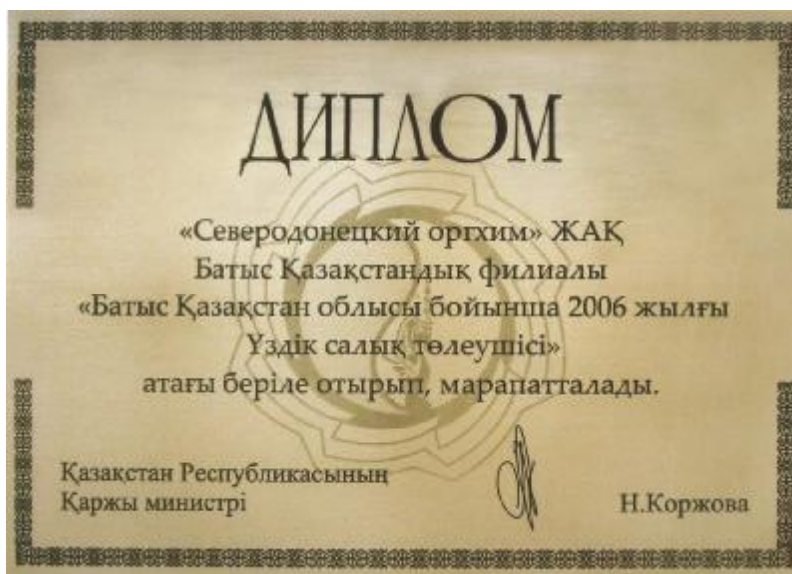 ДИПЛОМ
«Северодонецкий оргхим» ЖАҚ
Батыс Қазақстандық филиалы
«Батыс Қазақстан облысы бойынша 2006 жылғы
Үздік салық төлеушісі»
атағы беріле отырып, марапатталады.
Қазақстан Республикасының
Қаржы министрі
Н.Коржова